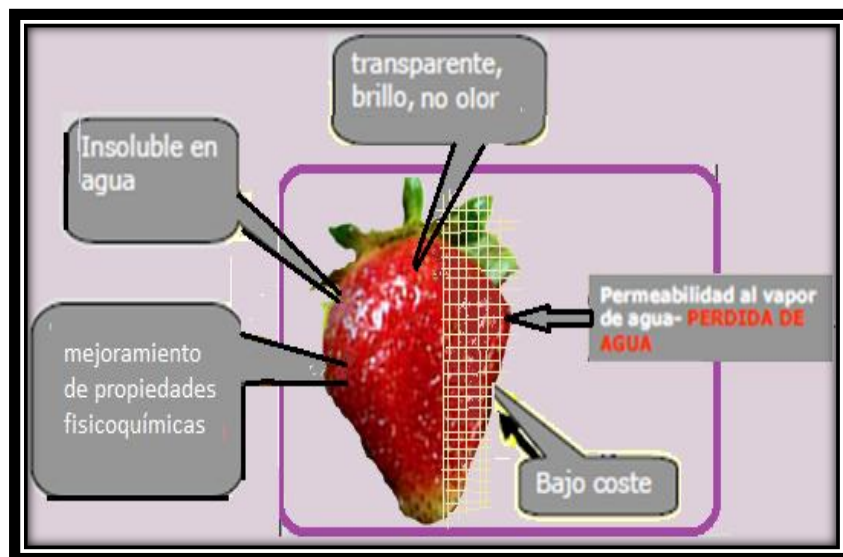 transparente,
brillo, no olor
Insoluble en
agua
Permeabilidad al vapor
de agua- PERDIDA DE
AGUA
mejoramiento
de propiedades
fisicoquímicas
Bajo coste